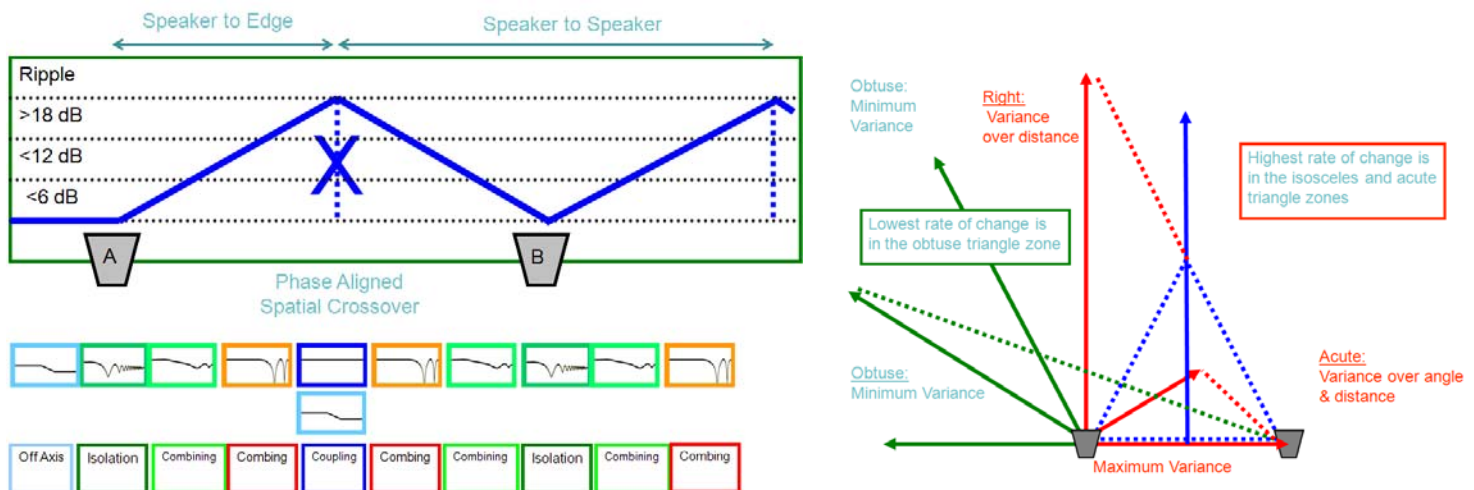 Speaker to Edge
Speaker to Speaker
Ripple
>18 dB
<12 dB
<6 dB
X
A
B
Phase Aligned
Spatial Crossover
Off Axis
Isolation
Combining
Combing
Coupling
Combing
Combining
Isolation
Combining
Combing
Obtuse:
Minimum
Variance
Right:
Variance
over distance
Highest rate of change is
in the isosceles and acute
triangle zones
Lowest rate of change is
in the obtuse triangle zone
Obtuse:
Minimum Variance
Acute:
Variance over angle
& distance
Maximum Variance